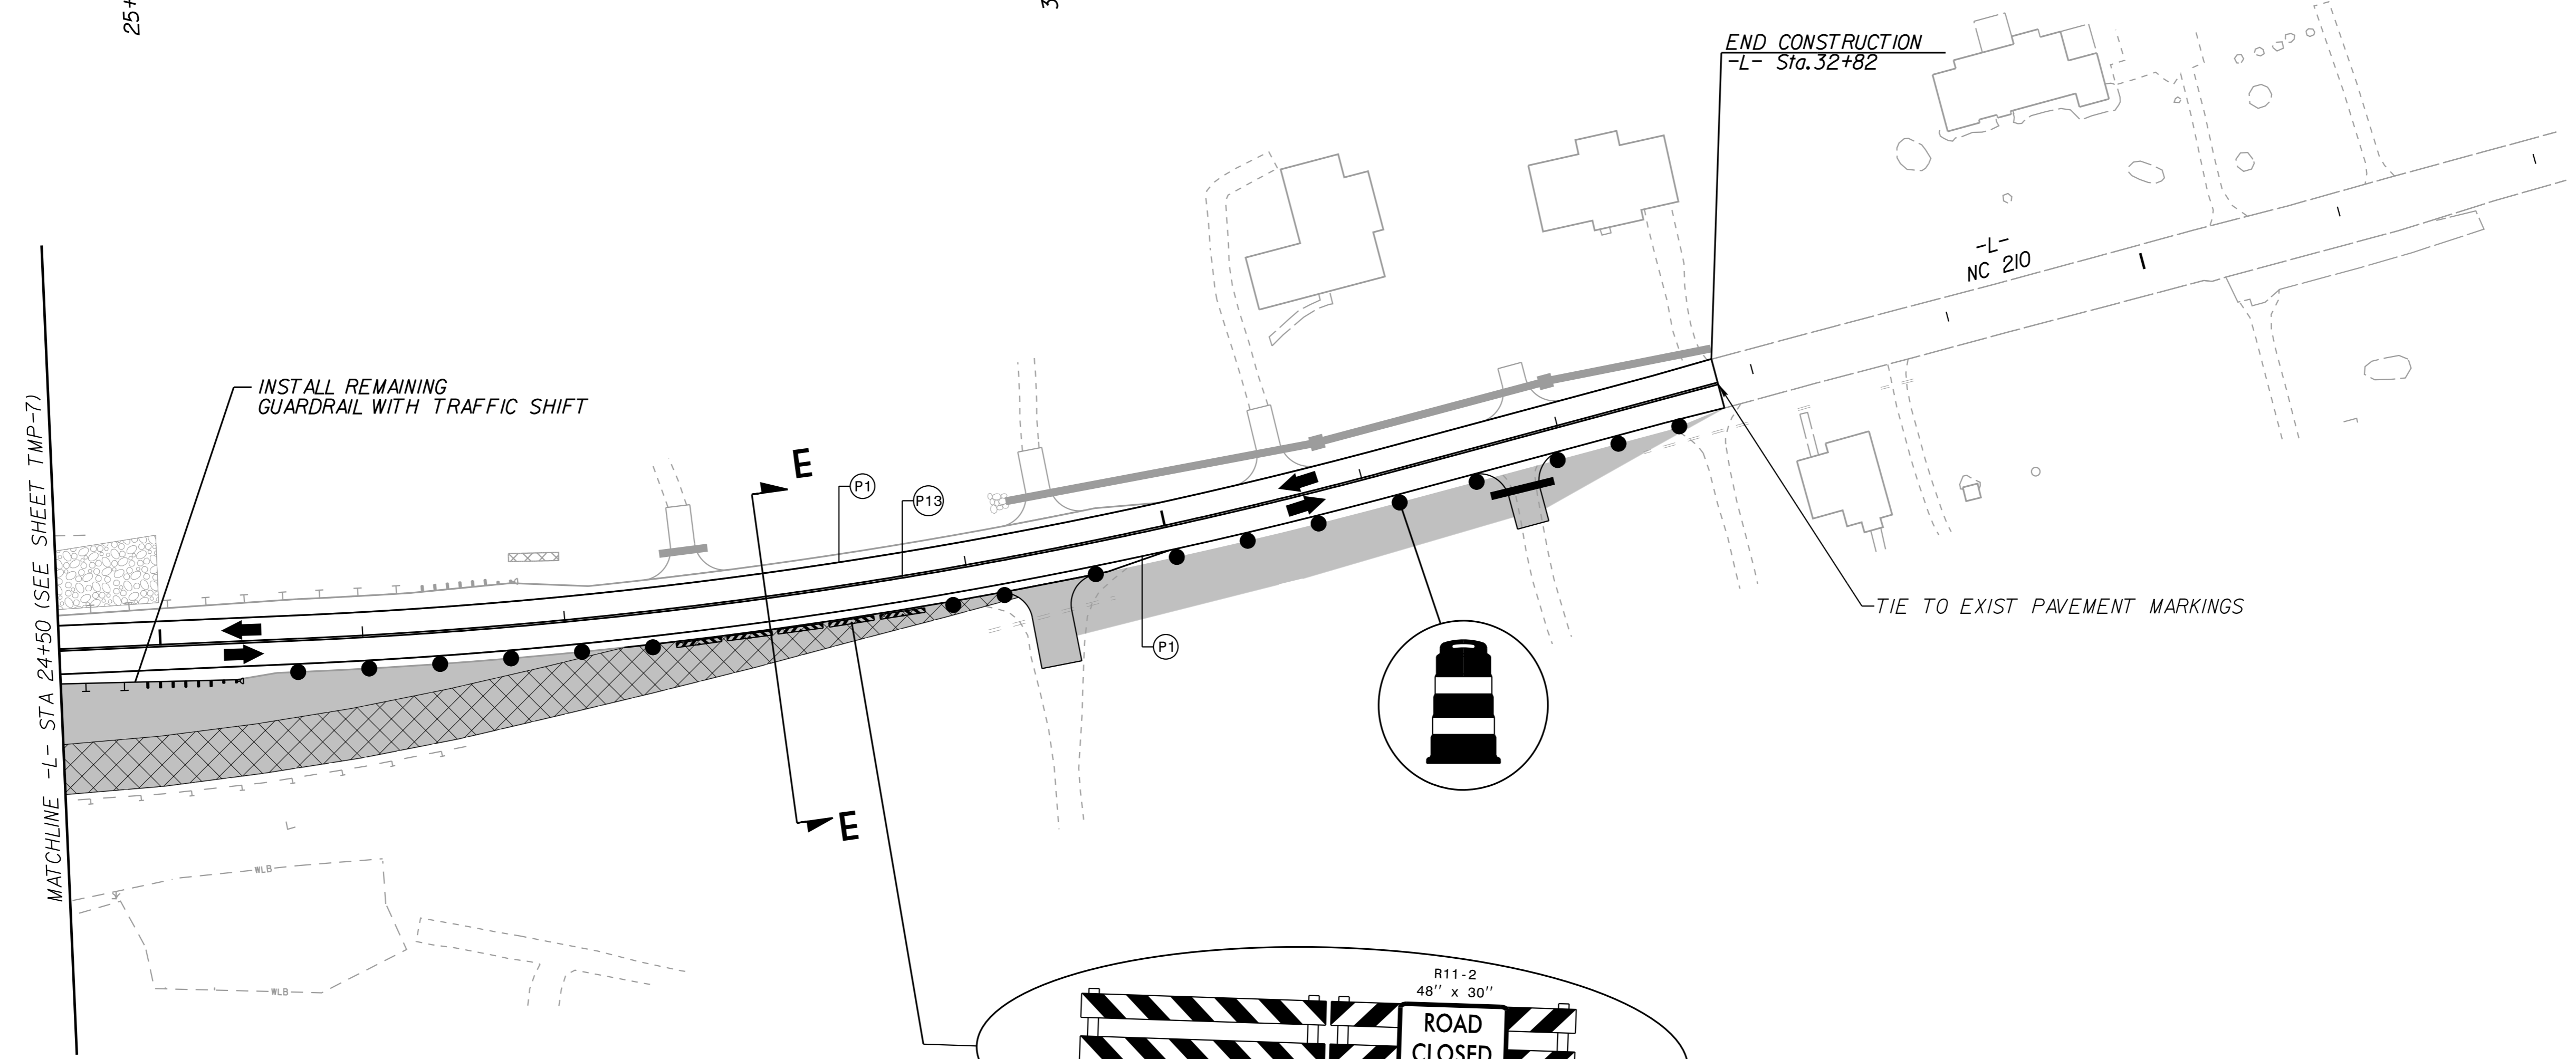 25+
3
END CONSTRUCTION
-L- Sta.32+82
-L-
NC 210
INSTALL REMAINING
GUARDRAIL WITH TRAFFIC SHIFT
MATCHLINE -L- STA 24+50 (SEE SHEET TMP-7)
E
P1
P13
P1
E
TIE TO EXIST PAVEMENT MARKINGS
WLB
WLB
R11-2
48" x 30"
ROAD
CLOSED